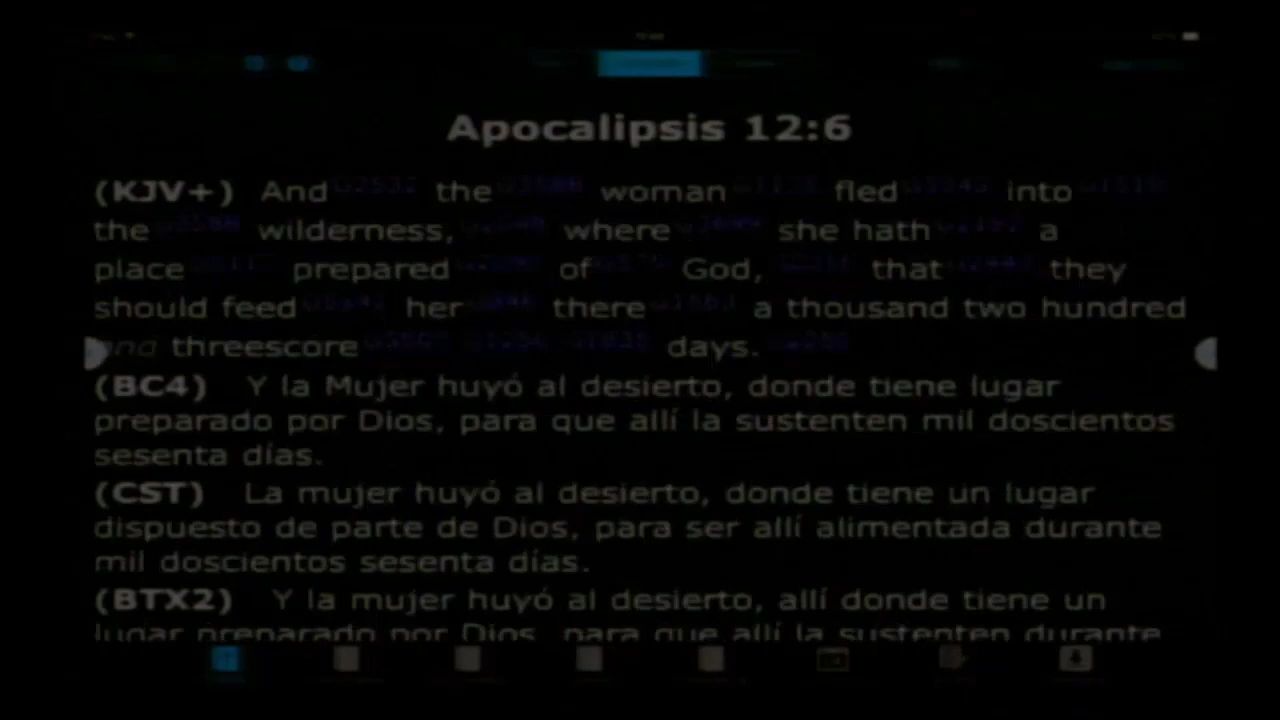 Apocalipsis 12:6
(KJV+) And the woman fled into
the wilderness, where she hath a
place prepared of God, that they
should feed her there a thousand two hundred
and threescore days.
(BC4) Y la Mujer huyó al desierto, donde tiene lugar
preparado por Dios, para que allí la sustenten mil doscientos
sesenta días.
(CST) La mujer huyó al desierto, donde tiene un lugar
dispuesto de parte de Dios, para ser allí alimentada durante
mil doscientos sesenta días.
(BTX2) Y la mujer huyó al desierto, allí donde tiene un
lugar preparado por Dios, para que allí la sustenten durante